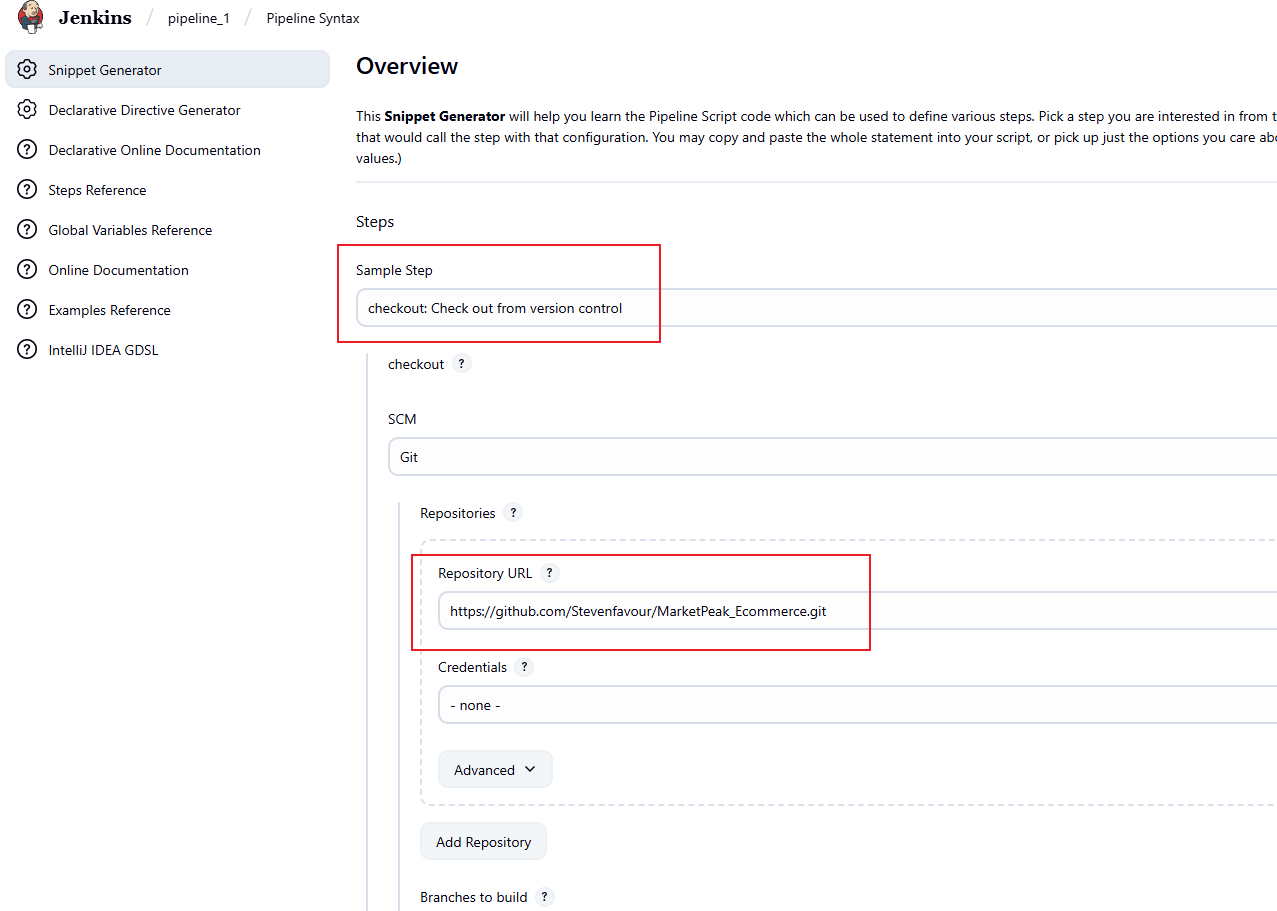 Jenkins / pipeline_1 / Pipeline Syntax
Snippet Generator
Declarative Directive Generator
Declarative Online Documentation
Steps Reference
Global Variables Reference
Online Documentation
Examples Reference
IntelliJ IDEA GDSL
Overview
This Snippet Generator will help you learn the Pipeline Script code which can be used to define various steps. Pick a step you are interested in from t
that would call the step with that configuration. You may copy and paste the whole statement into your script, or pick up just the options you care abo
values.)
Steps
Sample Step
checkout: Check out from version control
checkout ?
SCM
Git
Repositories ?
Repository URL ?
https://github.com/Stevenfavour/MarketPeak_Ecommerce.git
Credentials ?
- none -
Advanced
Add Repository
Branches to build ?